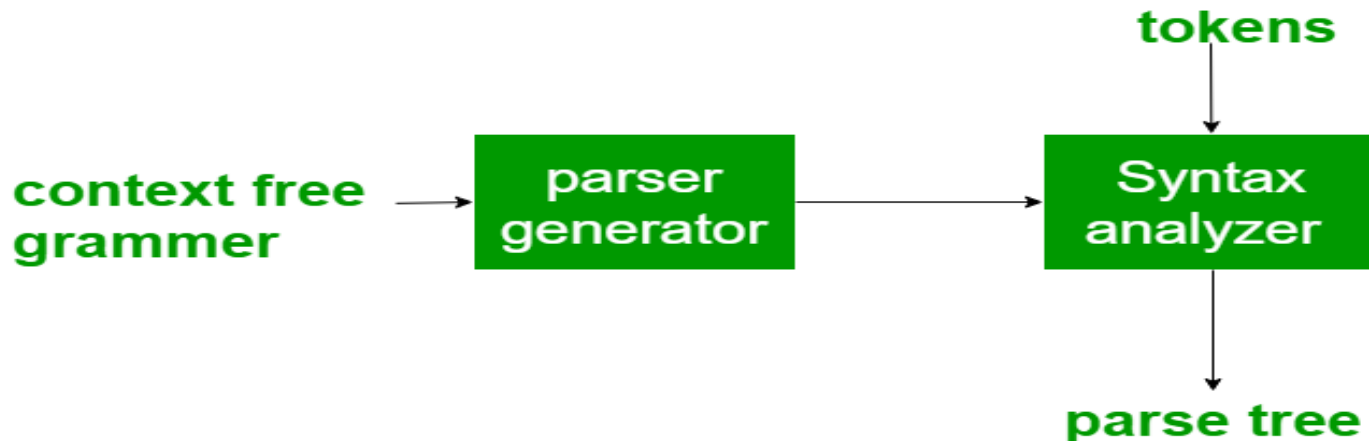 tokens
context free
grammer
parser
generator
Syntax
analyzer
parse tree